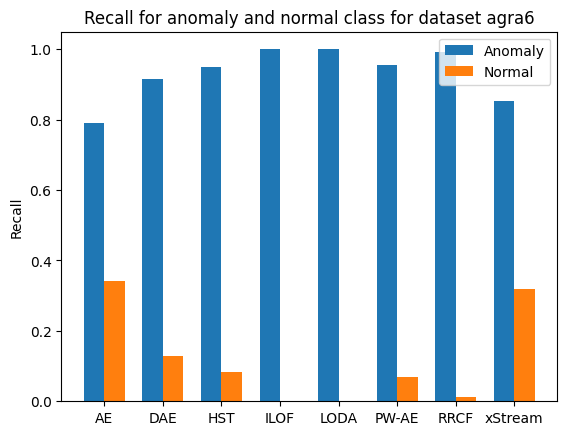 Recall for anomaly and normal class for dataset agra6
Anomaly
Normal
Recall
1.0
0.8
0.6
0.4
0.2
0.0
AE DAE HST ILOF LODA PW-AE RRCF xStream